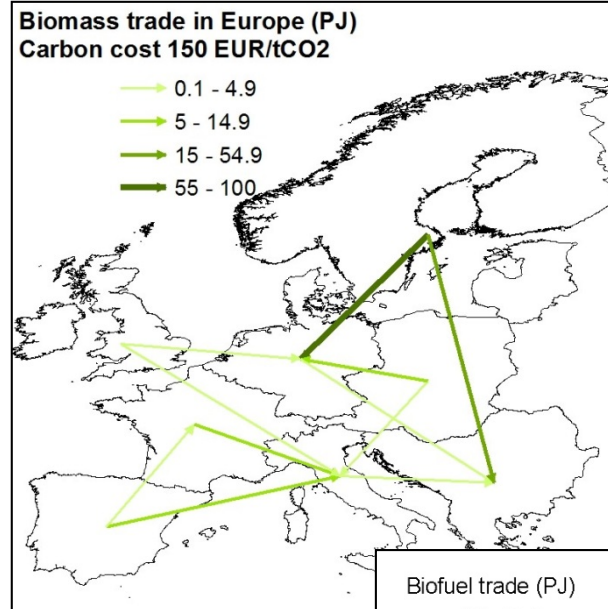 Biomass trade in Europe (PJ)
Carbon cost 150 EUR/tCO2
0.1 - 4.9
5 - 14.9
15 - 54.9
55 - 100
Biofuel trade (PJ)